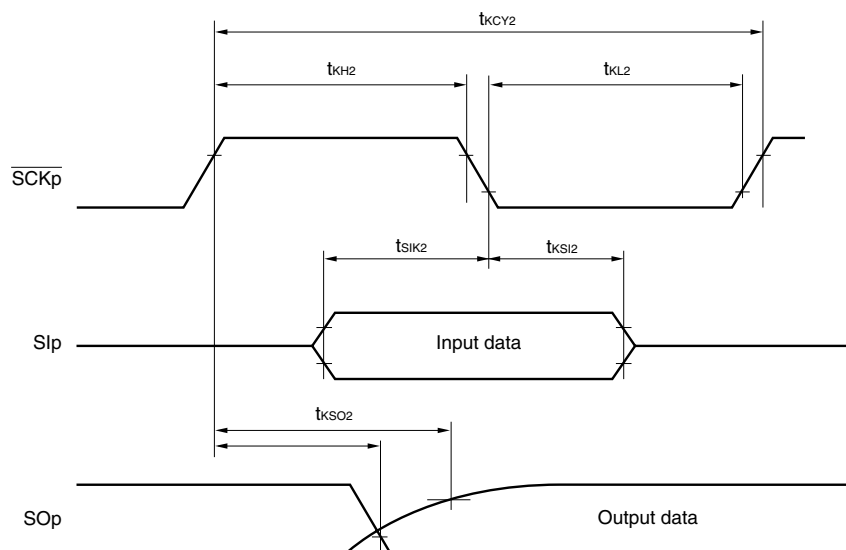 tKCY2
tKH2
tKL2
SCKp
tSIK2
tKSI2
SIp
Input data
tKSO2
SOp
Output data